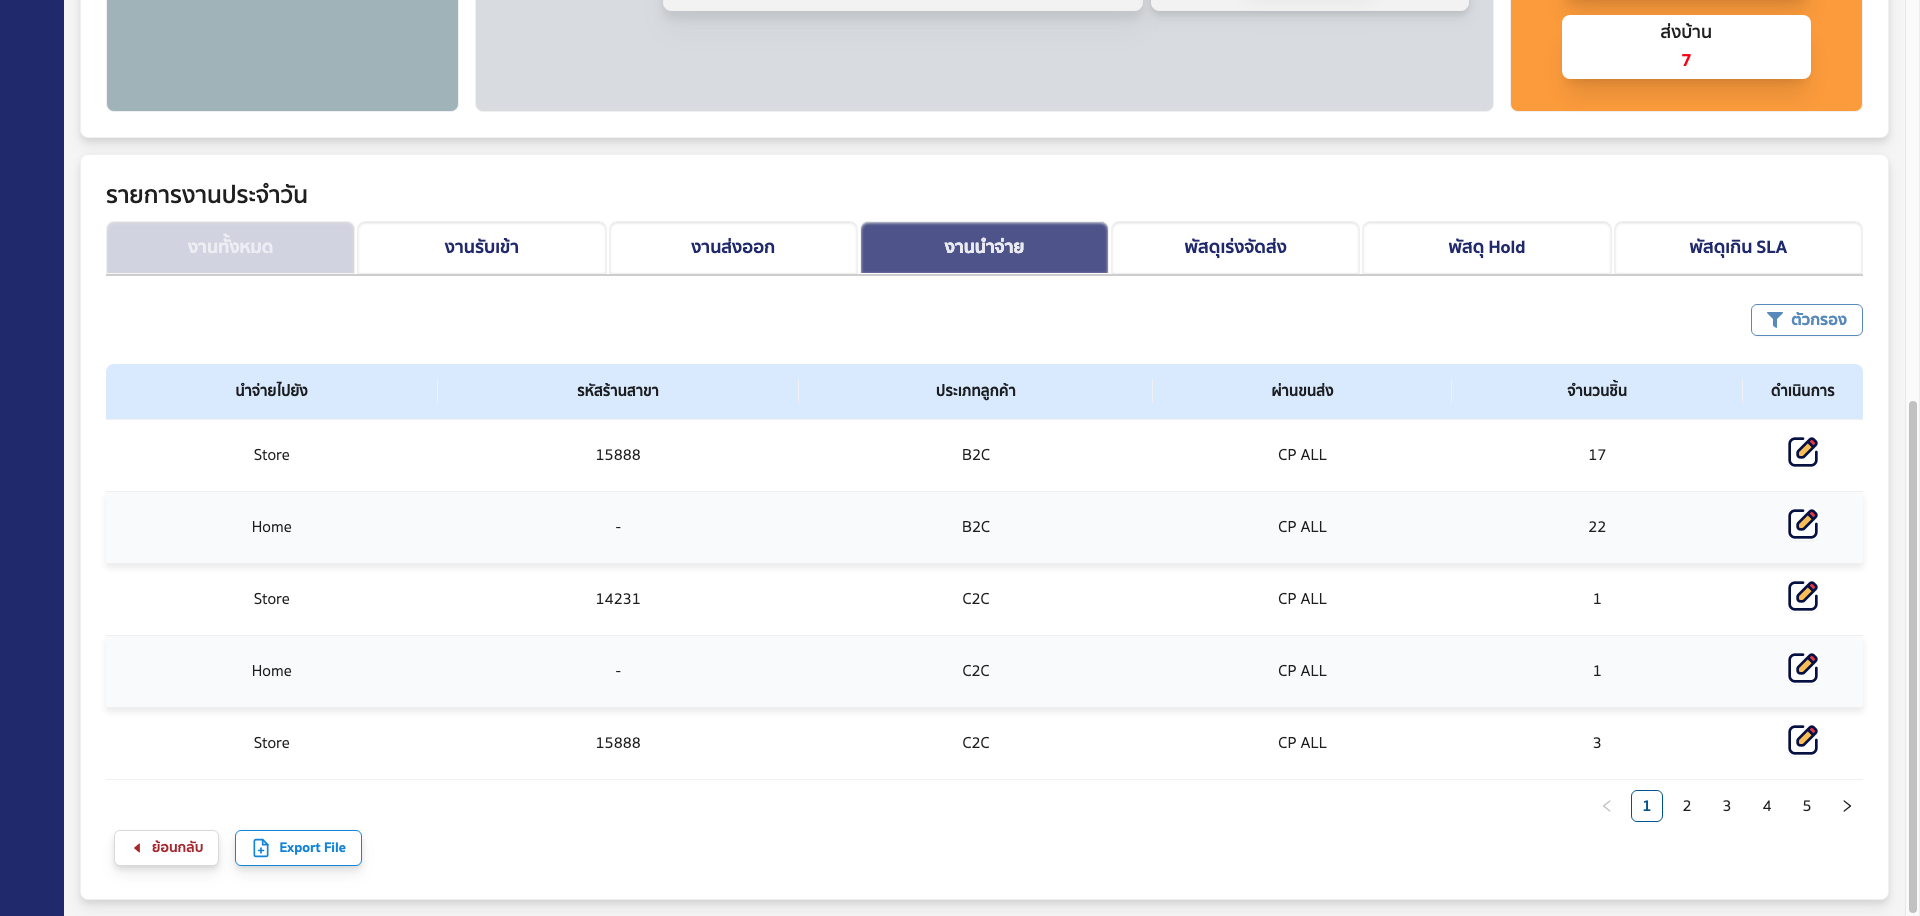 ส่งบ้าน
7
รายการงานประจำวัน
งานทั้งหมด งานรับเข้า งานส่งออก งานนำจ่าย พัสดุเร่งจัดส่ง พัสดุ Hold พัสดุเกิน SLA
ตัวกรอง
นำจ่ายไปยัง รหัสร้านสาขา ประเภทลูกค้า ผ่านขนส่ง จำนวนชิ้น ดำเนินการ
Store 15888 B2C CP ALL 17
Home - B2C CP ALL 22
Store 14231 C2C CP ALL 1
Home - C2C CP ALL 1
Store 15888 C2C CP ALL 3
< 1 2 3 4 5 >
ย้อนกลับ Export File